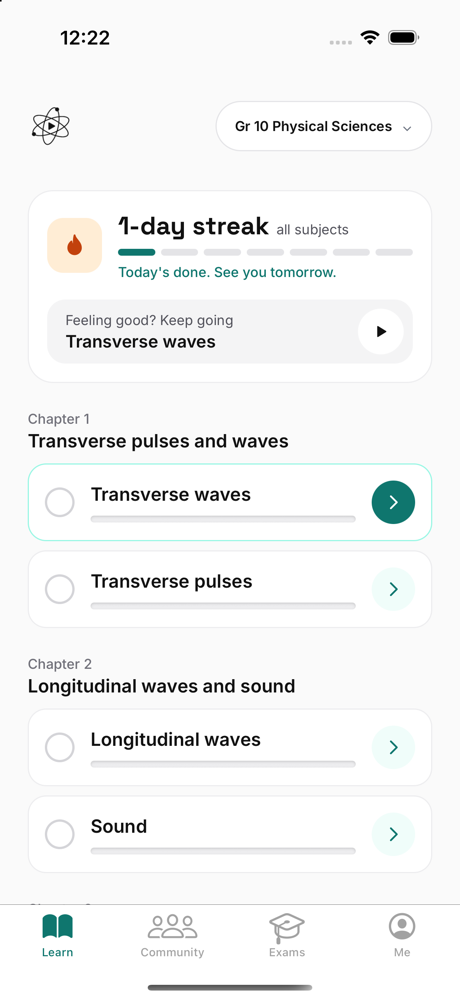 12:22
Gr 10 Physical Sciences
1-day streak all subjects
Today's done. See you tomorrow.
Feeling good? Keep going
Transverse waves
Chapter 1
Transverse pulses and waves
Transverse waves
Transverse pulses
Chapter 2
Longitudinal waves and sound
Longitudinal waves
Sound
Learn
Community
Exams
Me